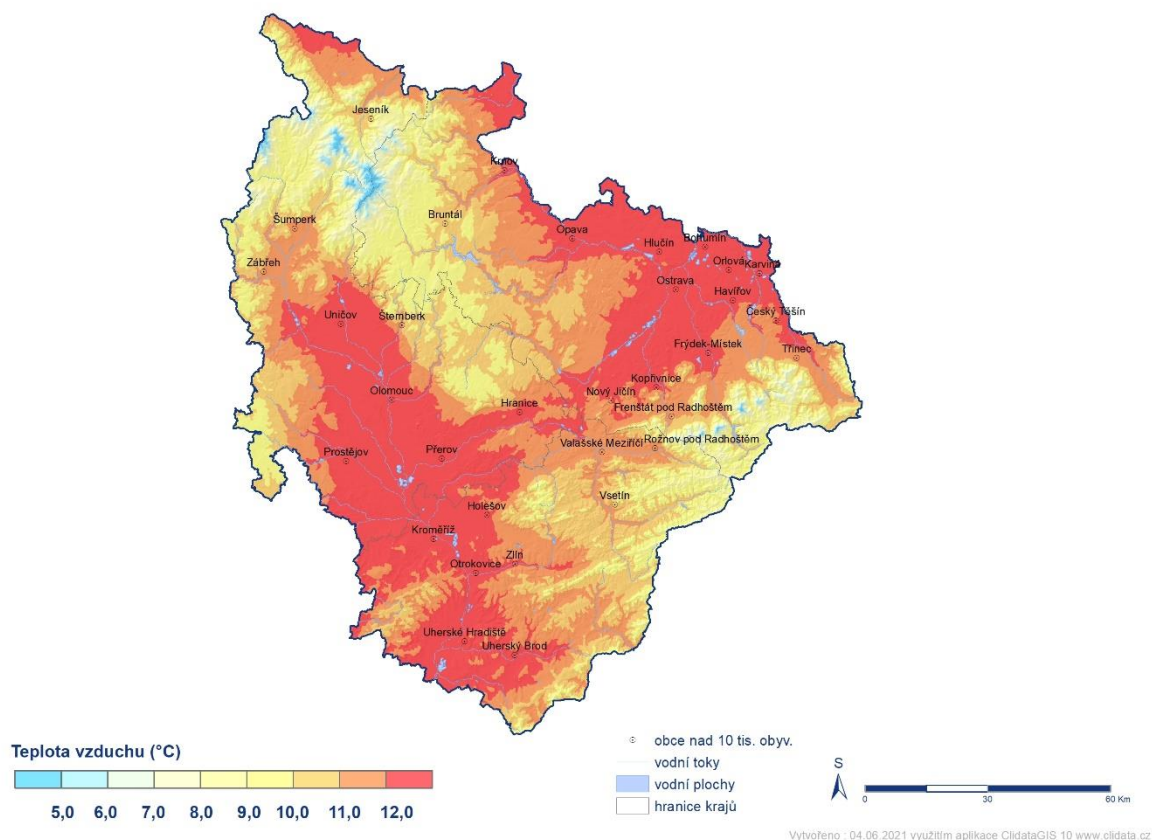 Jeseník
Krnov
Bruntál
Šumperk
Opava
Hlučín
Bohumín
Zábřeh
Orlová
Karviná
Ostrava
Havířov
Uničov
Šternberk
Český Těšín
Frýdek-Místek
Třinec
Olomouc
Kopřivnice
Nový Jičín
Hranice
Frenštát pod Radhoštěm
Valašské Meziříčí
Rožnov pod Radhoštěm
Prostějov
Přerov
Vsetín
Holešov
Kroměříž
Zlín
Otrokovice
Uherské Hradiště
Uherský Brod
Teplota vzduchu (°C)
5,0 6,0 7,0 8,0 9,0 10,0 11,0 12,0
obce nad 10 tis. obyv.
vodní toky
vodní plochy
hranice krajů
S
0 30 60 Km
Vytvořeno : 04.06.2021 využitím aplikace ClidataGIS 10 www.clidata.cz